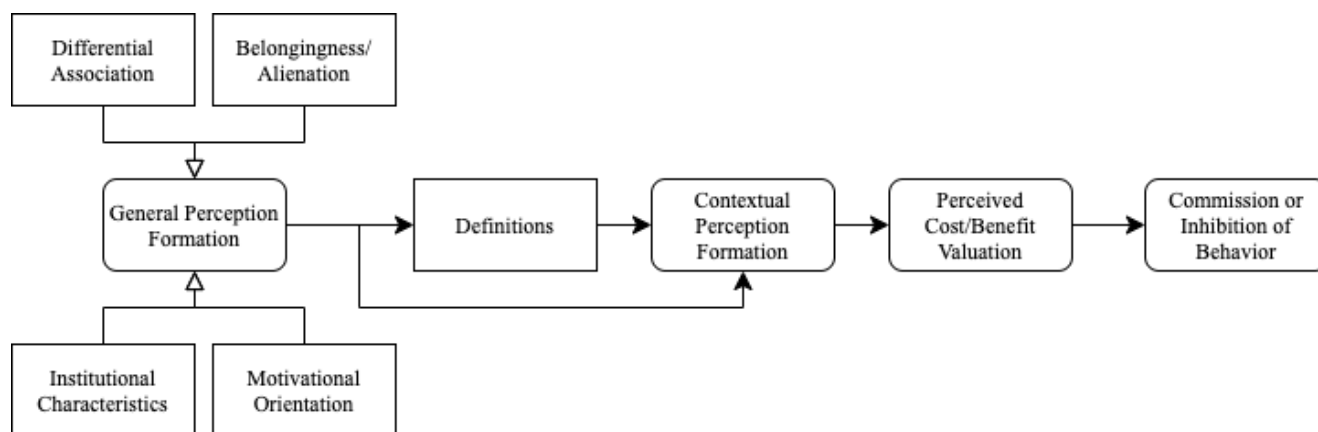 Differential
Association
Belongingness/
Alienation
General Perception
Formation
Definitions
Contextual
Perception
Formation
Perceived
Cost/Benefit
Valuation
Commission or
Inhibition of
Behavior
Institutional
Characteristics
Motivational
Orientation